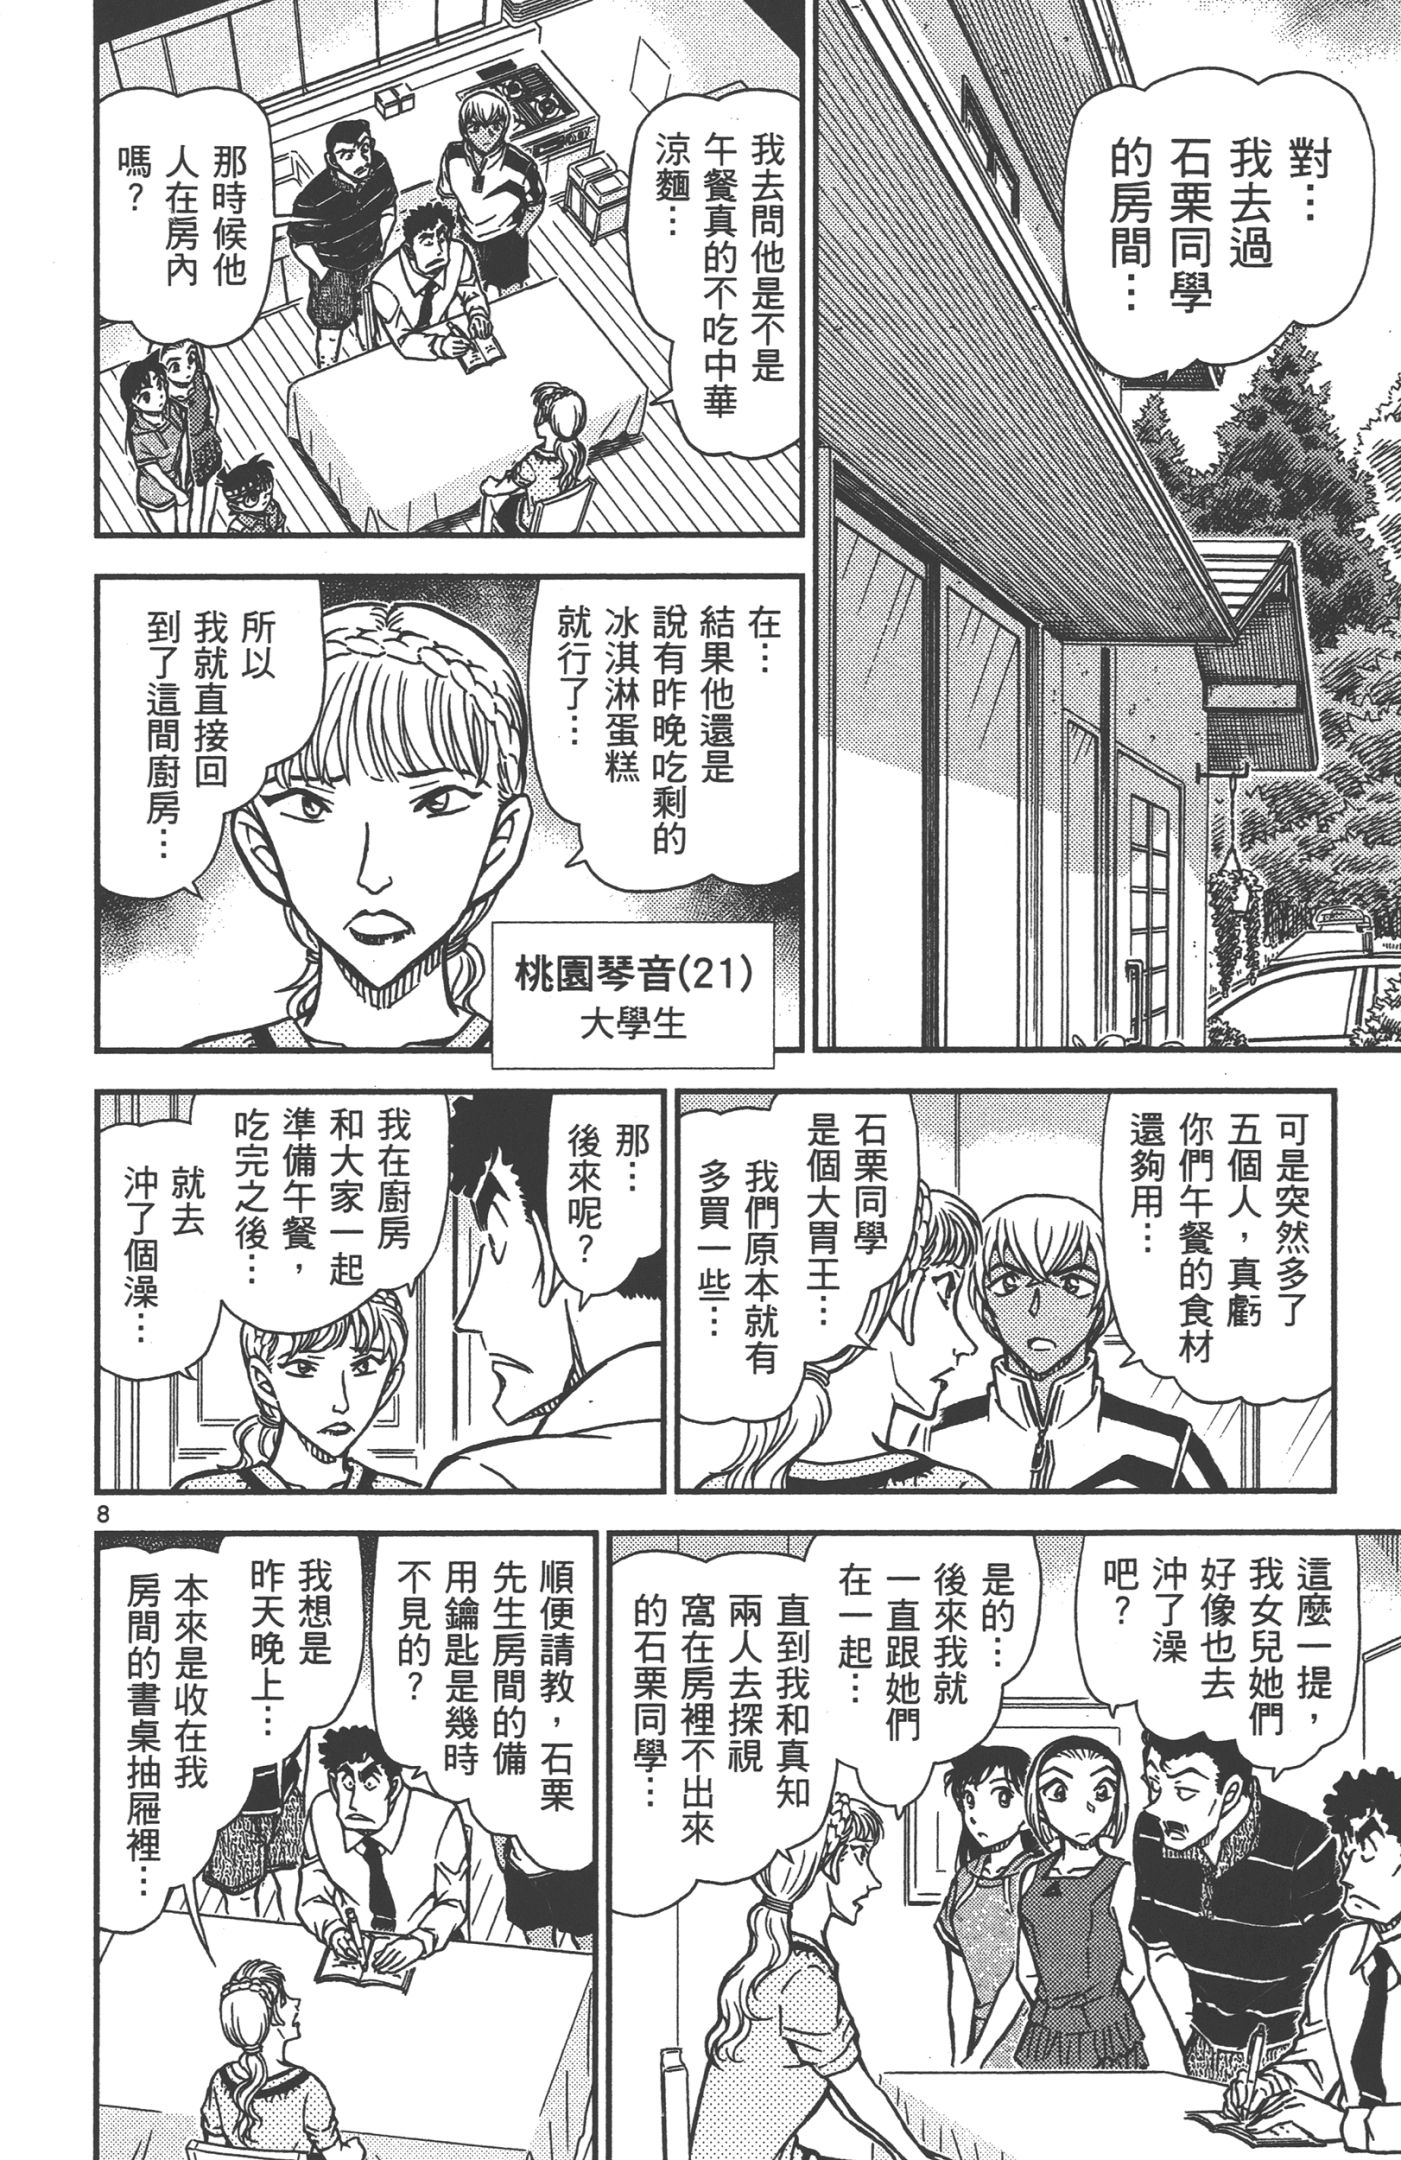 對…
我去過
石栗同學
的房間…
我去問他是不是
午餐真的不吃中華
涼麵…
那時候他
人在房內
嗎？
在…
結果他還是
說有昨晚吃剩的
冰淇淋蛋糕
就行了…
所以
我就直接回
到了這間廚房…
桃園琴音(21)
大學生
可是突然多了
五個人，真虧
你們午餐的食材
還夠用…
石栗同學
是個大胃王…
我們原本就有
多買一些…
那…
後來呢？
我在廚房
和大家一起
準備午餐，
吃完之後…
就去
沖了個澡…
8
這麼一提，
我女兒她們
好像也去
沖了澡
吧？
是的…
後來我就
一直跟她們
在一起…
直到我和真知
兩人去探視
窩在房裡不出來
的石栗同學…
順便請教，石栗
先生房間的備
用鑰匙是幾時
不見的？
我想是
昨天晚上…
本來是收在我
房間的書桌抽屜裡…